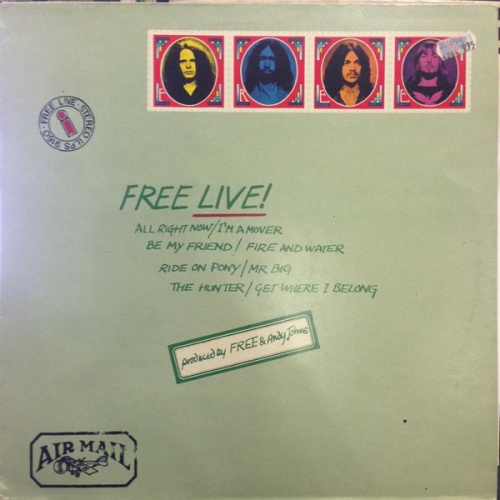 F R E E
FREE LIVE · STEREO ILPS 9160
i
FREE LIVE!
ALL RIGHT NOW/I'M A MOVER
BE MY FRIEND/FIRE AND WATER
RIDE ON PONY/MR BIG
THE HUNTER/GET WHERE I BELONG
produced by FREE & Andy Johns
AIR MAIL